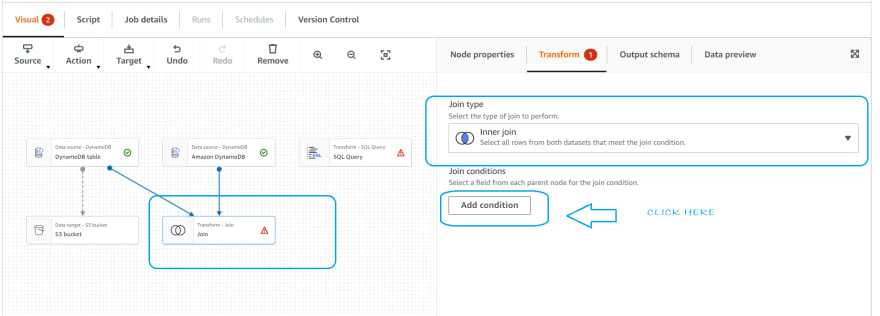 Visual 2 Script Job details Runs Schedules Version Control
Source Action Target Undo Redo Remove
Node properties Transform 1 Output schema Data preview
Data source - DynamoDB
DynamoDB table
Data source - DynamoDB
Amazon DynamoDB
Transform - SQL Query
SQL Query
Data target - S3 bucket
S3 bucket
Transform - Join
Join
Join type
Select the type of join to perform.
Inner join
Select all rows from both datasets that meet the join condition.
Join conditions
Select a field from each parent node for the join condition.
Add condition
CLICK HERE